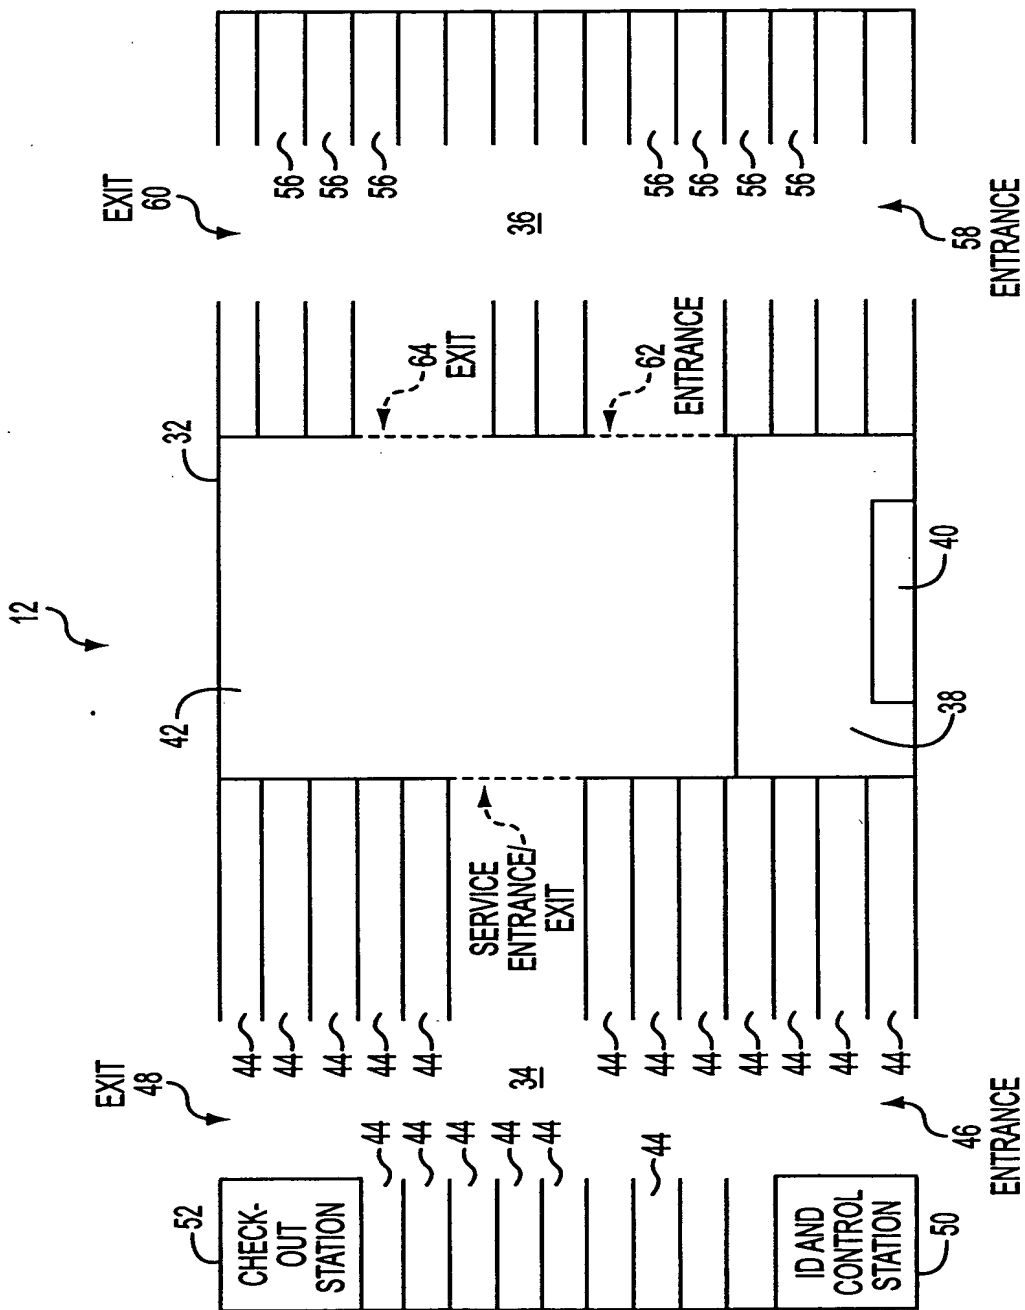 12
EXIT
48
EXIT
60
42
32
52
CHECK-
OUT
STATION
44
44
44
44
44
44
44
44
44
44
44
56
56
56
64
EXIT
SERVICE
ENTRANCE/
EXIT
34
36
44
44
44
44
44
44
44
62
ENTRANCE
56
56
56
56
ID AND
CONTROL
STATION
50
46
ENTRANCE
38
40
58
ENTRANCE